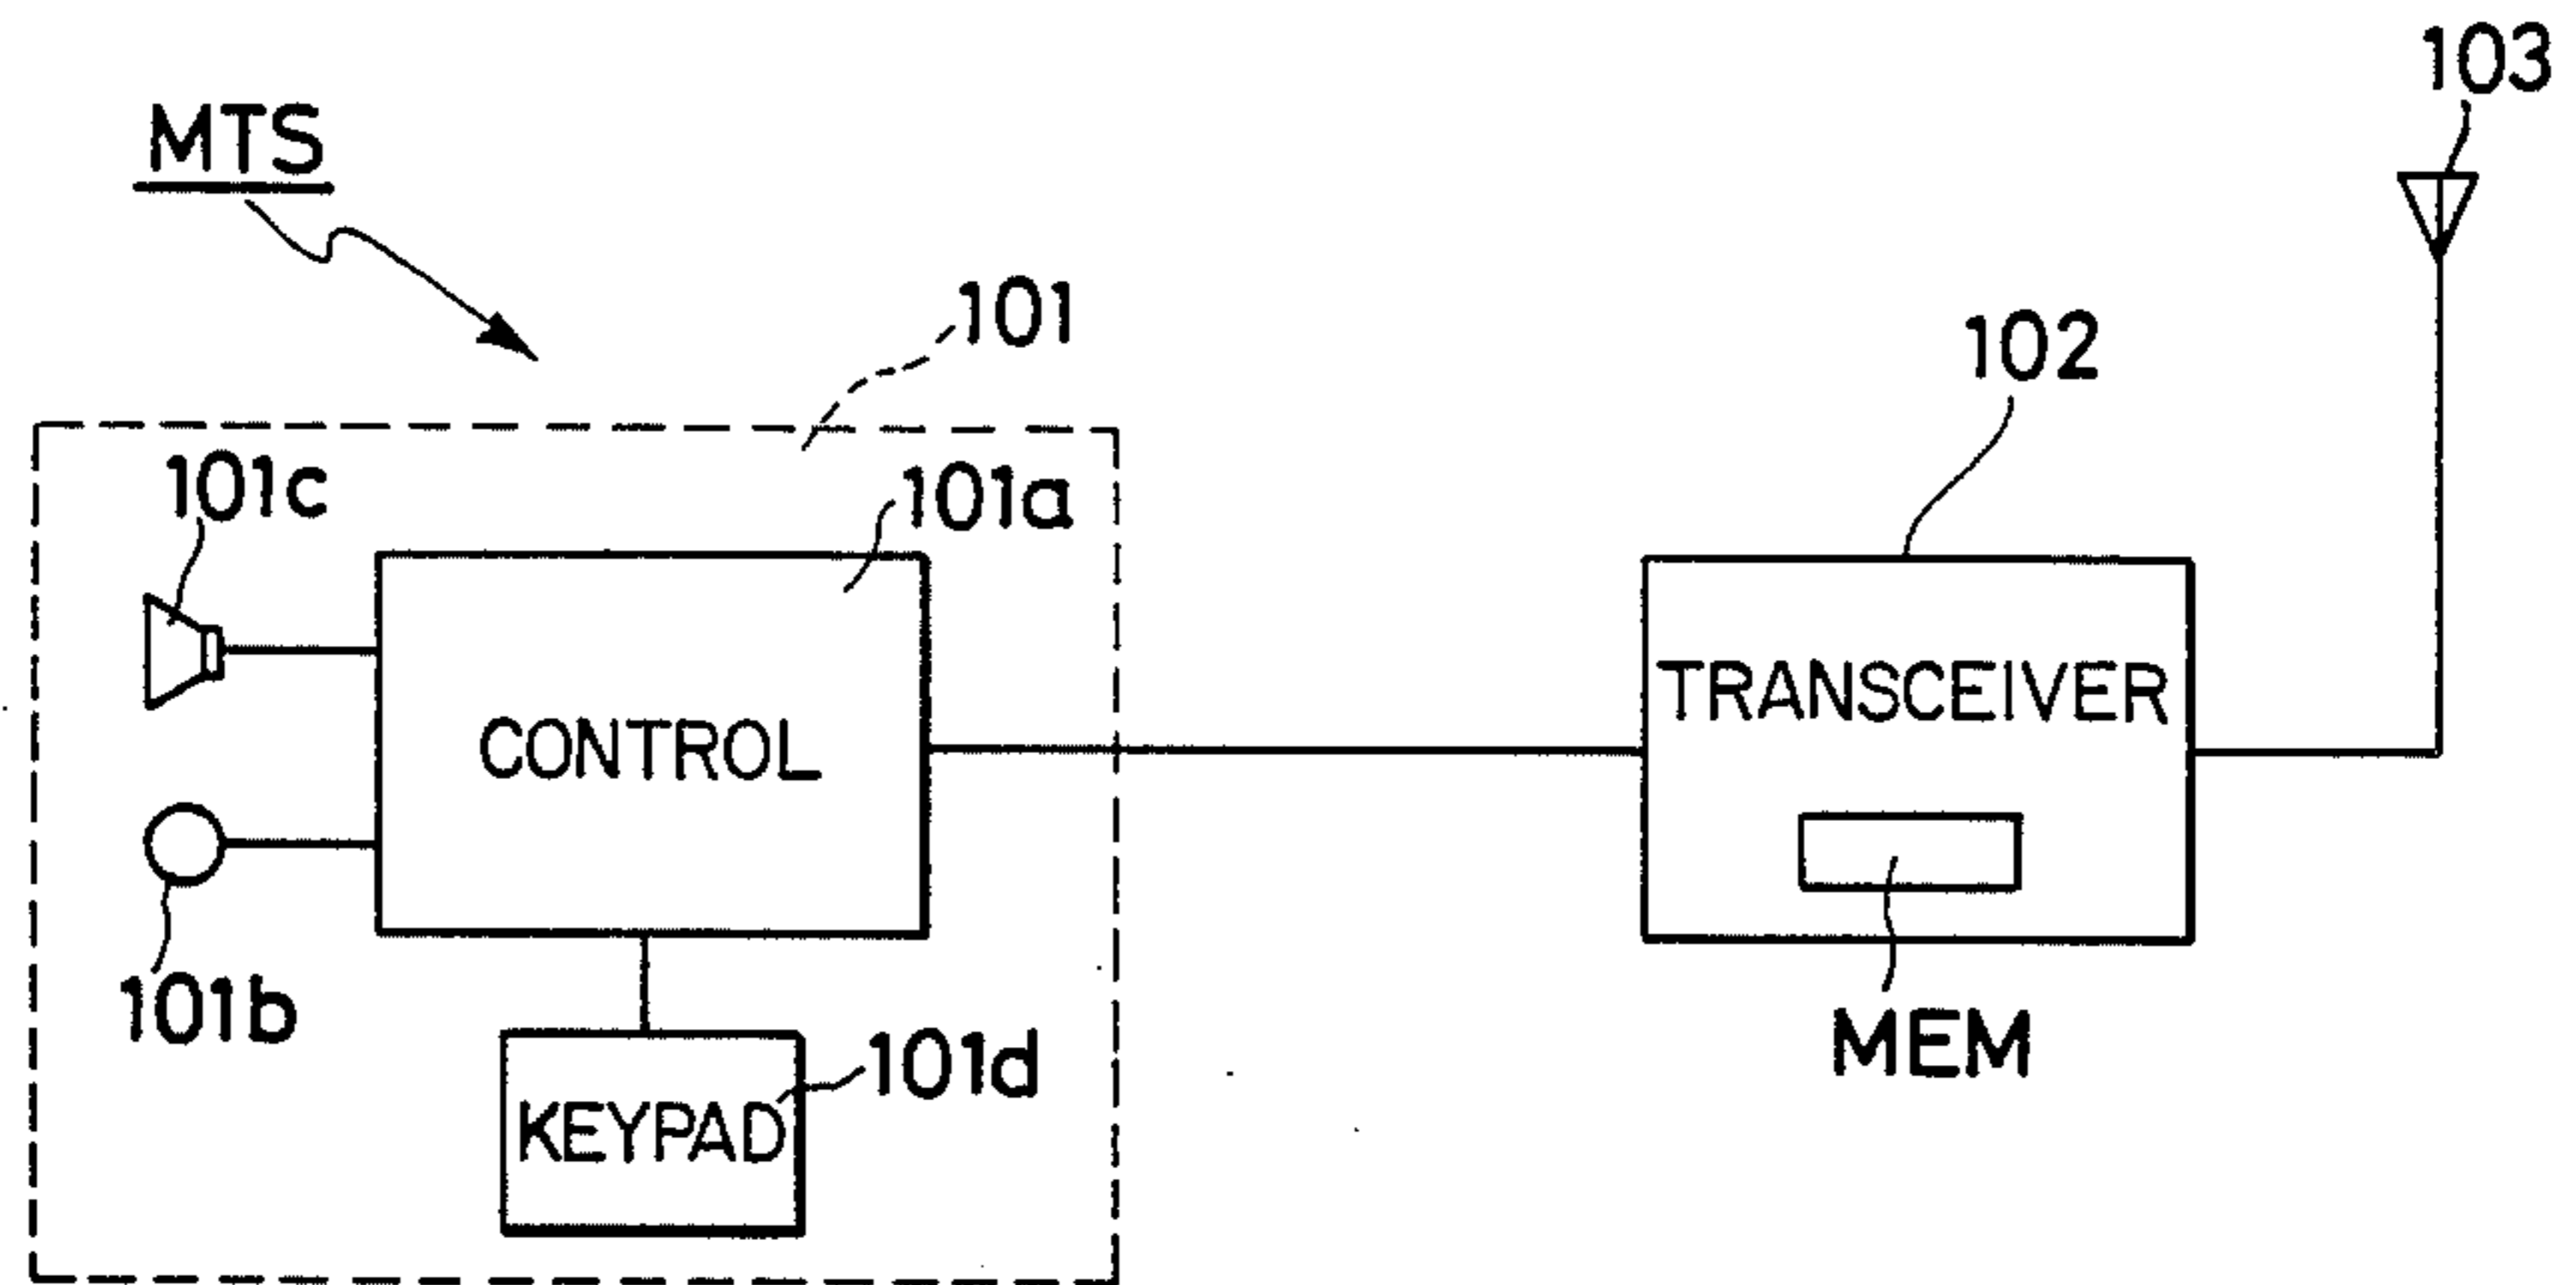 103
MTS
101
102
101c
101a
TRANSCEIVER
CONTROL
101b
MEM
101d
KEYPAD